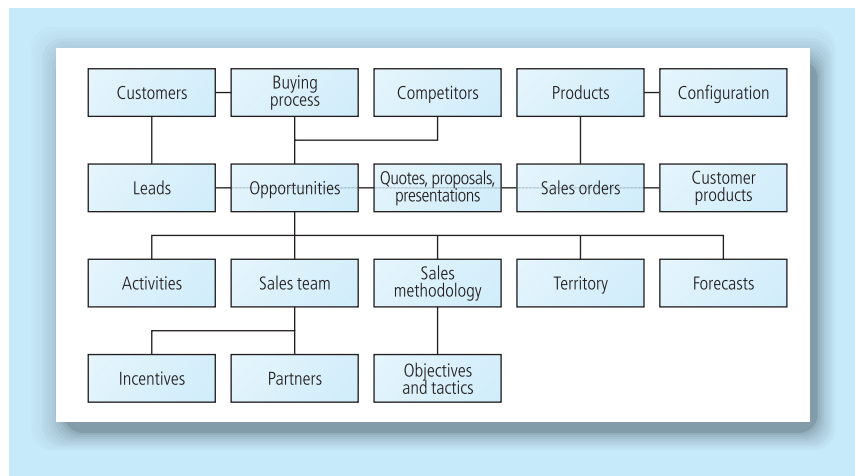 Customers
Buying
process
Competitors
Products
Configuration
Leads
Opportunities
Quotes, proposals,
presentations
Sales orders
Customer
products
Activities
Sales team
Sales
methodology
Territory
Forecasts
Incentives
Partners
Objectives
and tactics